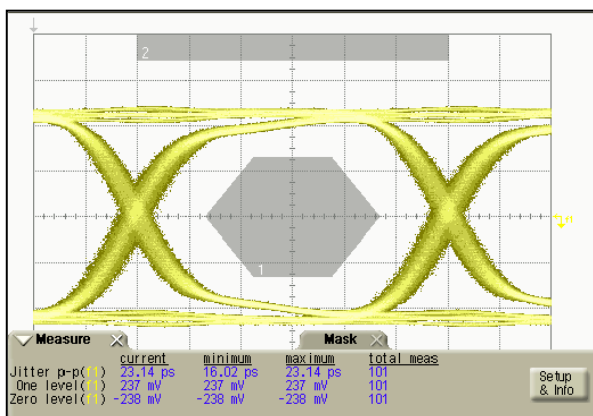 2
1
Measure
Mask
current minimum maximum total meas
Jitter p-p(f1) 23.14 ps 16.02 ps 23.14 ps 101
One level(f1) 237 mV 237 mV 237 mV 101
Zero level(f1) -238 mV -238 mV -238 mV 101
Setup
& Info